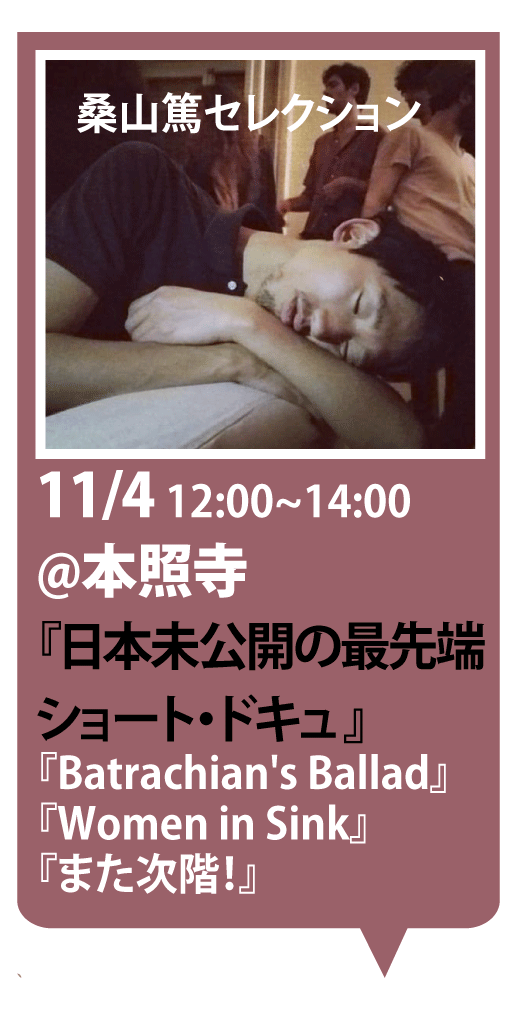 桑山篤セレクション
11/4 12:00~14:00
@本照寺
『日本未公開の最先端
ショート・ドキュ』
『Batrachian's Ballad』
『Women in Sink』
『また次階!』
、